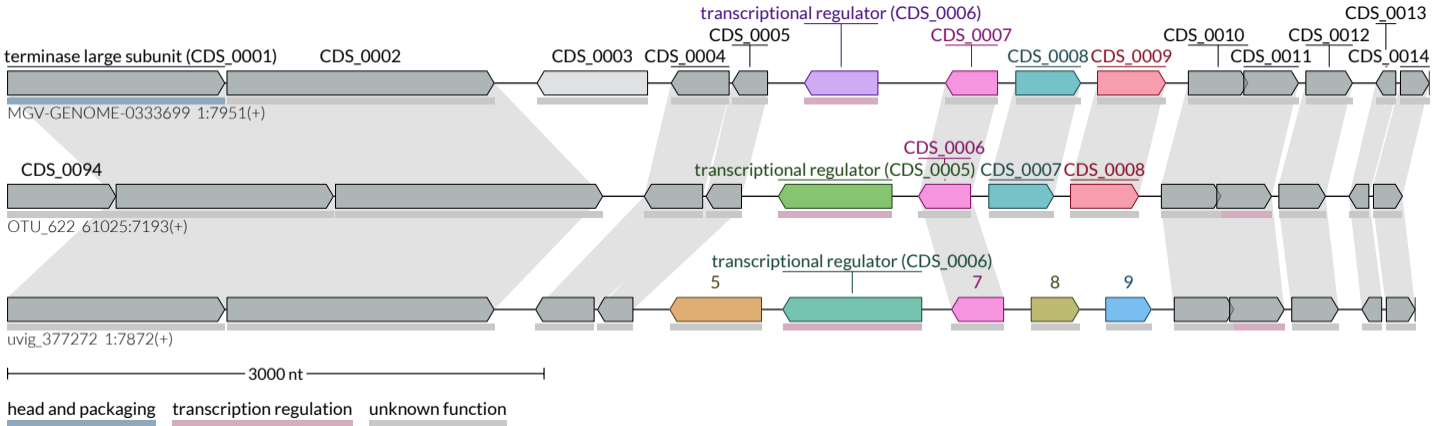 CDS_0013
transcriptional regulator (CDS_0006)
CDS_0005 CDS_0007 CDS_0010 CDS_0012
terminase large subunit (CDS_0001) CDS_0002 CDS_0003 CDS_0004 CDS_0008 CDS_0009 CDS_0011 CDS_0014
MGV-GENOME-0333699 1:7951(+)
CDS_0006
CDS_0094 transcriptional regulator (CDS_0005) CDS_0007 CDS_0008
OTU_622 61025:7193(+)
transcriptional regulator (CDS_0006)
5 7 8 9
uvig_377272 1:7872(+)
3000 nt
head and packaging transcription regulation unknown function